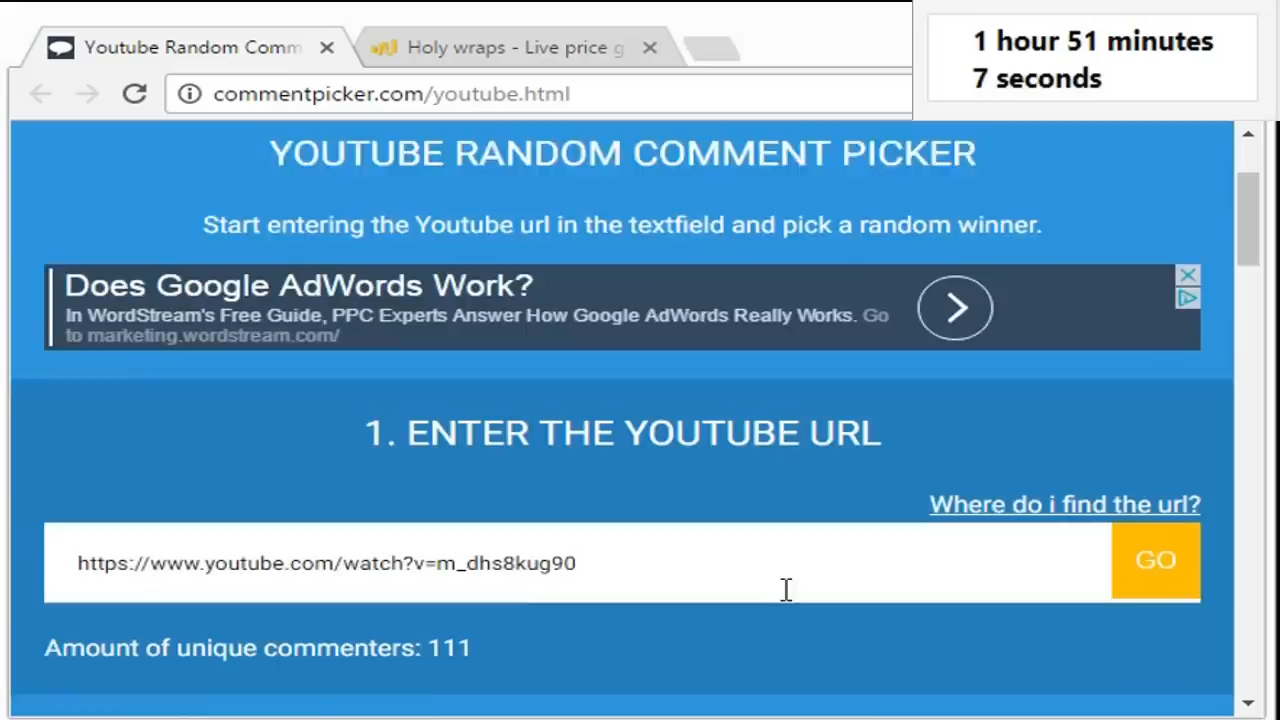 Youtube Random Comm
Holy wraps - Live price g
1 hour 51 minutes
7 seconds
commentpicker.com/youtube.html
YOUTUBE RANDOM COMMENT PICKER
Start entering the Youtube url in the textfield and pick a random winner.
Does Google AdWords Work?
In WordStream's Free Guide, PPC Experts Answer How Google AdWords Really Works. Go
to marketing.wordstream.com/
1. ENTER THE YOUTUBE URL
Where do i find the url?
https://www.youtube.com/watch?v=m_dhs8kug90
GO
Amount of unique commenters: 111